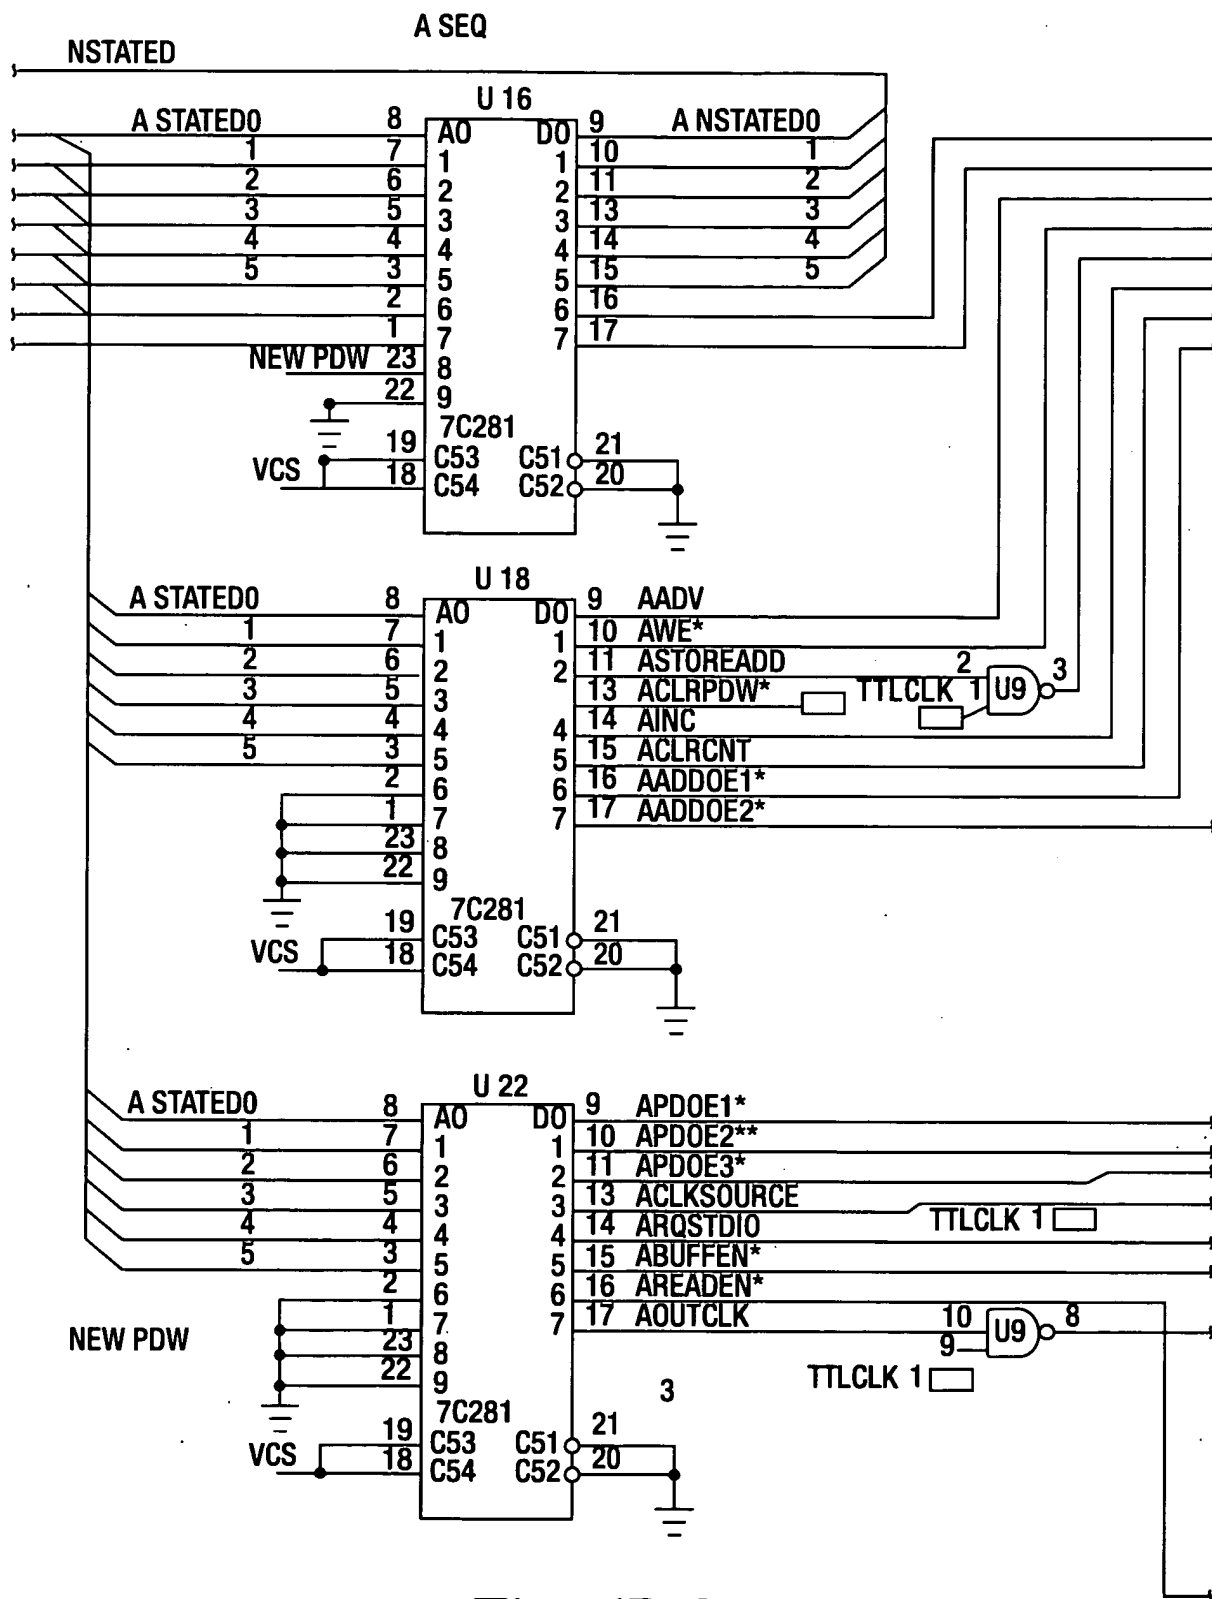 A SEQ
NSTATED
U 16
A STATED0 8 A0 D0 9 A NSTATED0
1 7 1 1 10 1
2 6 2 2 11 2
3 5 3 3 13 3
4 4 4 4 14 4
5 3 5 5 15 5
2 6 6 16
1 7 7 17
NEW PDW 23 8
22 9
7C281
19 C53 C51 21
VCS 18 C54 C52 20
U 18
A STATED0 8 A0 D0 9 AADV
1 7 1 1 10 AWE*
2 6 2 2 11 ASTOREADD 2 U9 3
3 5 3 13 ACLRPDW* TTLCLK 1
4 4 4 4 14 AINC
5 3 5 5 15 ACLRCNT
2 6 6 16 AADDOE1*
1 7 7 17 AADDOE2*
23 8
22 9
7C281
19 C53 C51 21
VCS 18 C54 C52 20
U 22
A STATED0 8 A0 D0 9 APDOE1*
1 7 1 1 10 APDOE2**
2 6 2 2 11 APDOE3*
3 5 3 3 13 ACLKSOURCE
TTLCLK 1
4 4 4 4 14 ARQSTDIO
5 3 5 5 15 ABUFFEN*
2 6 6 16 AREADEN*
1 7 7 17 AOUTCLK 10 U9 8
NEW PDW 23 8 9
22 9 TTLCLK 1
7C281 3
19 C53 C51 21
VCS 18 C54 C52 20